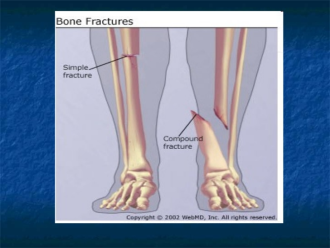 Bone Fractures
Simple
fracture
Compound
fracture
Copyright © 2002 WebMD, Inc. All rights reserved.